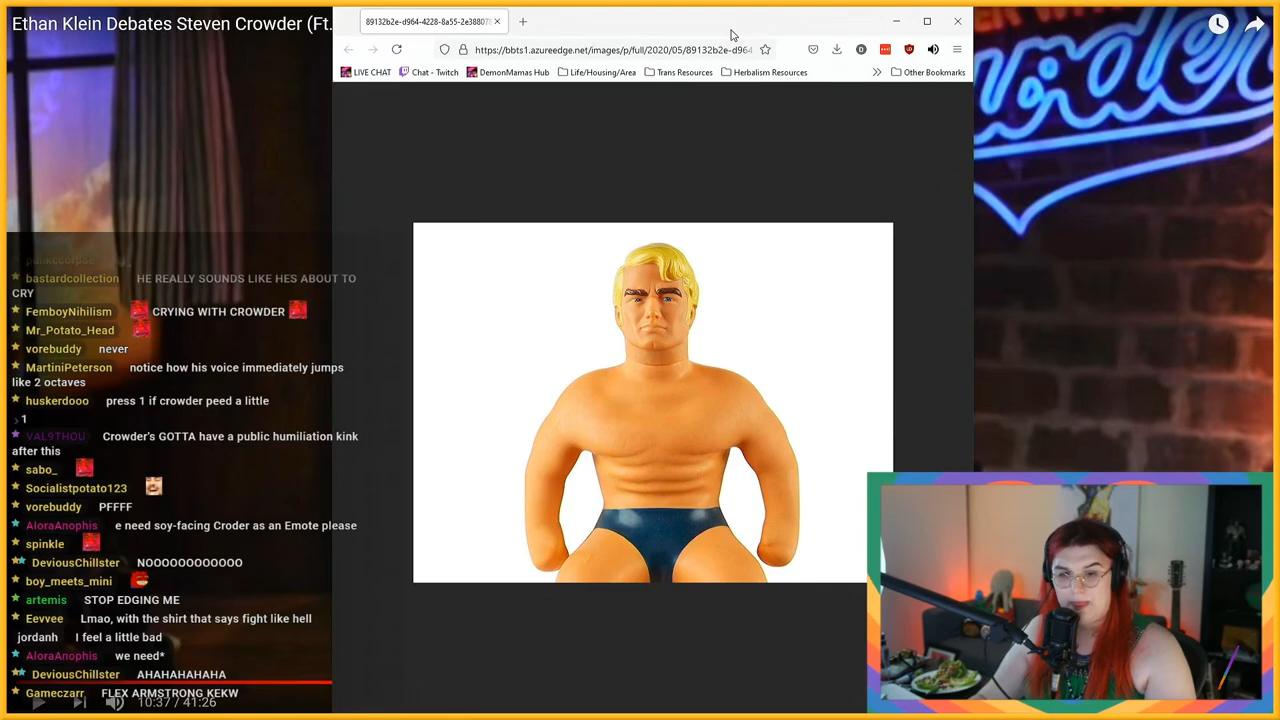 Ethan Klein Debates Steven Crowder (Ft.
89132b2e-d964-4228-8a55-2e38807
https://bbts1.azureedge.net/images/p/full/2020/05/89132b2e-d964
LIVE CHAT
Chat - Twitch
DemonMamas Hub
Life/Housing/Area
Trans Resources
Herbalism Resources
Other Bookmarks
bastardcollection HE REALLY SOUNDS LIKE HES ABOUT TO
CRY
FemboyNihilism CRYING WITH CROWDER
Mr_Potato_Head
vorebuddy never
MartiniPeterson notice how his voice immediately jumps
like 2 octaves
huskerdooo press 1 if crowder peed a little
1
VAL9THOU Crowder's GOTTA have a public humiliation kink
after this
sabo_
Socialistpotato123
vorebuddy PFFFF
AloraAnophis e need soy-facing Croder as an Emote please
spinkle
DeviousChillster NOOOOOOOOOOO
boy_meets_mini
artemis STOP EDGING ME
Eevvee Lmao, with the shirt that says fight like hell
jordanh I feel a little bad
AloraAnophis we need*
DeviousChillster AHAHAHAHAHA
Gameczarr FLEX ARMSTRONG KEKW
10:37 / 41:26